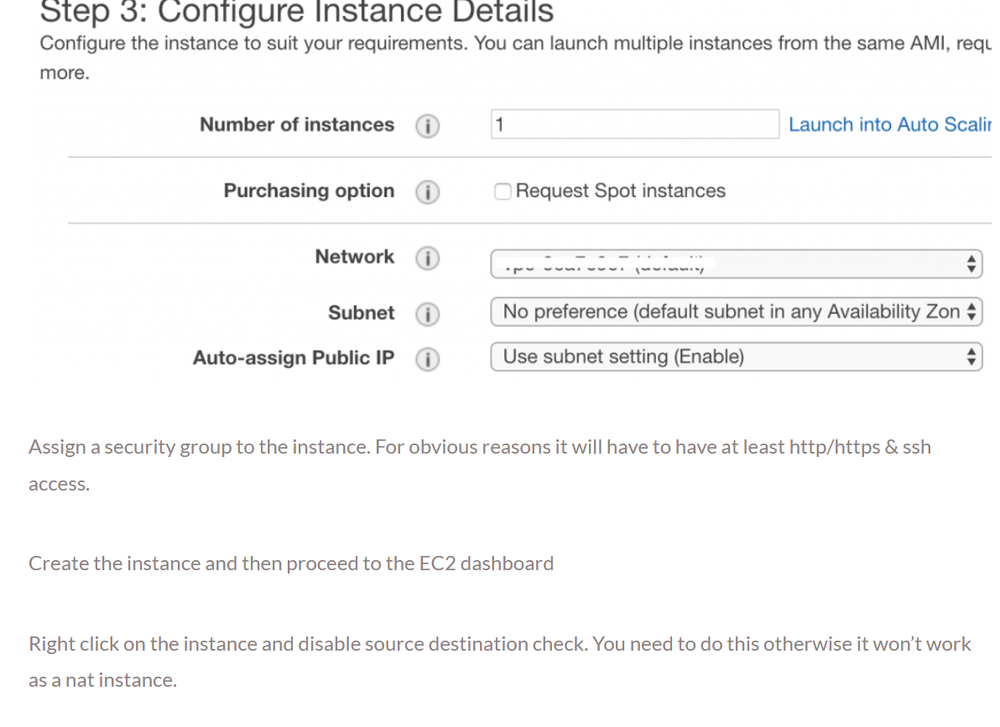 Step 3: Configure Instance Details
Configure the instance to suit your requirements. You can launch multiple instances from the same AMI, requ
more.
Number of instances i 1 Launch into Auto Scalin
Purchasing option i Request Spot instances
Network i (default)
Subnet i No preference (default subnet in any Availability Zon
Auto-assign Public IP i Use subnet setting (Enable)
Assign a security group to the instance. For obvious reasons it will have to have at least http/https & ssh
access.
Create the instance and then proceed to the EC2 dashboard
Right click on the instance and disable source destination check. You need to do this otherwise it won’t work
as a nat instance.